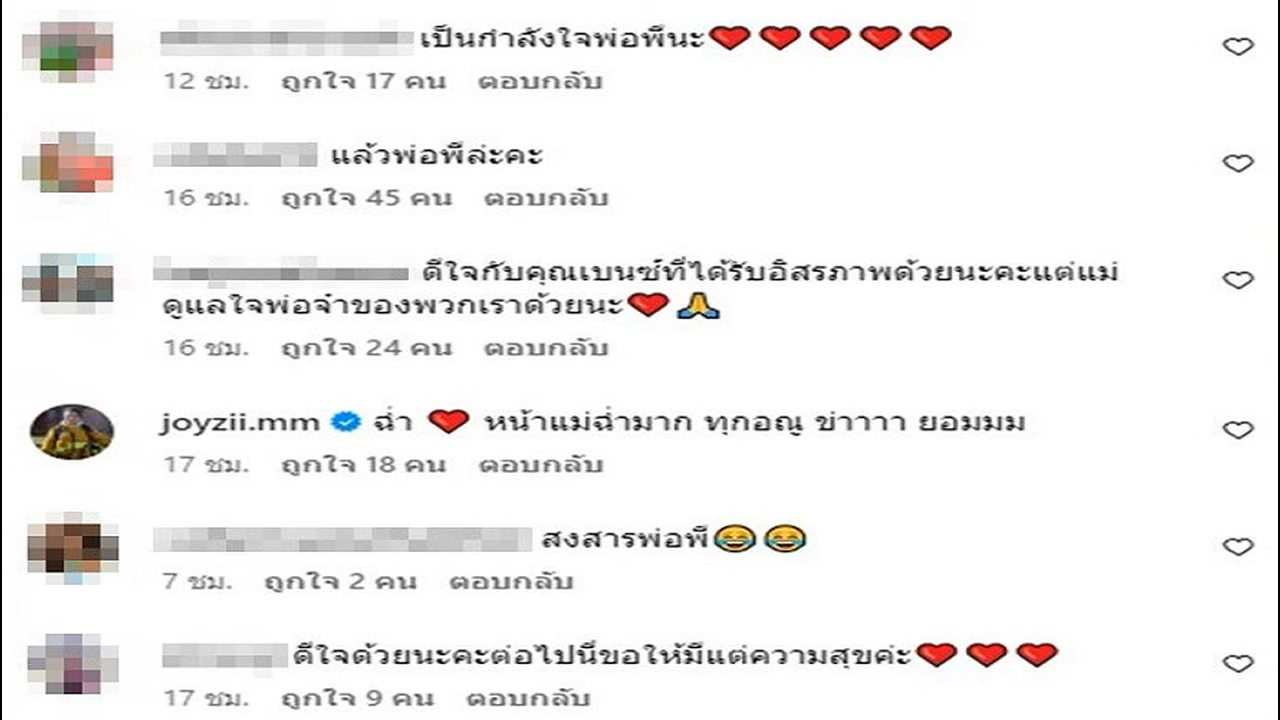 เป็นกำลังใจพ่อพีนะ❤️❤️❤️❤️❤️
12 ชม. ถูกใจ 17 คน ตอบกลับ
แล้วพ่อพีล่ะคะ
16 ชม. ถูกใจ 45 คน ตอบกลับ
ดีใจกับคุณเบนซ์ที่ได้รับอิสรภาพด้วยนะคะแต่แม่
ดูแลใจพ่อจ๋าของพวกเราด้วยนะ❤️🙏
16 ชม. ถูกใจ 24 คน ตอบกลับ
joyzii.mm ฉ่ำ ❤️ หน้าแม่ฉ่ำมาก ทุกอณู ข่าาาา ยอมมม
17 ชม. ถูกใจ 18 คน ตอบกลับ
สงสารพ่อพี😂😂
7 ชม. ถูกใจ 2 คน ตอบกลับ
ดีใจด้วยนะคะต่อไปนี้ขอให้มีแต่ความสุขค่ะ❤️❤️❤️
17 ชม. ถูกใจ 9 คน ตอบกลับ